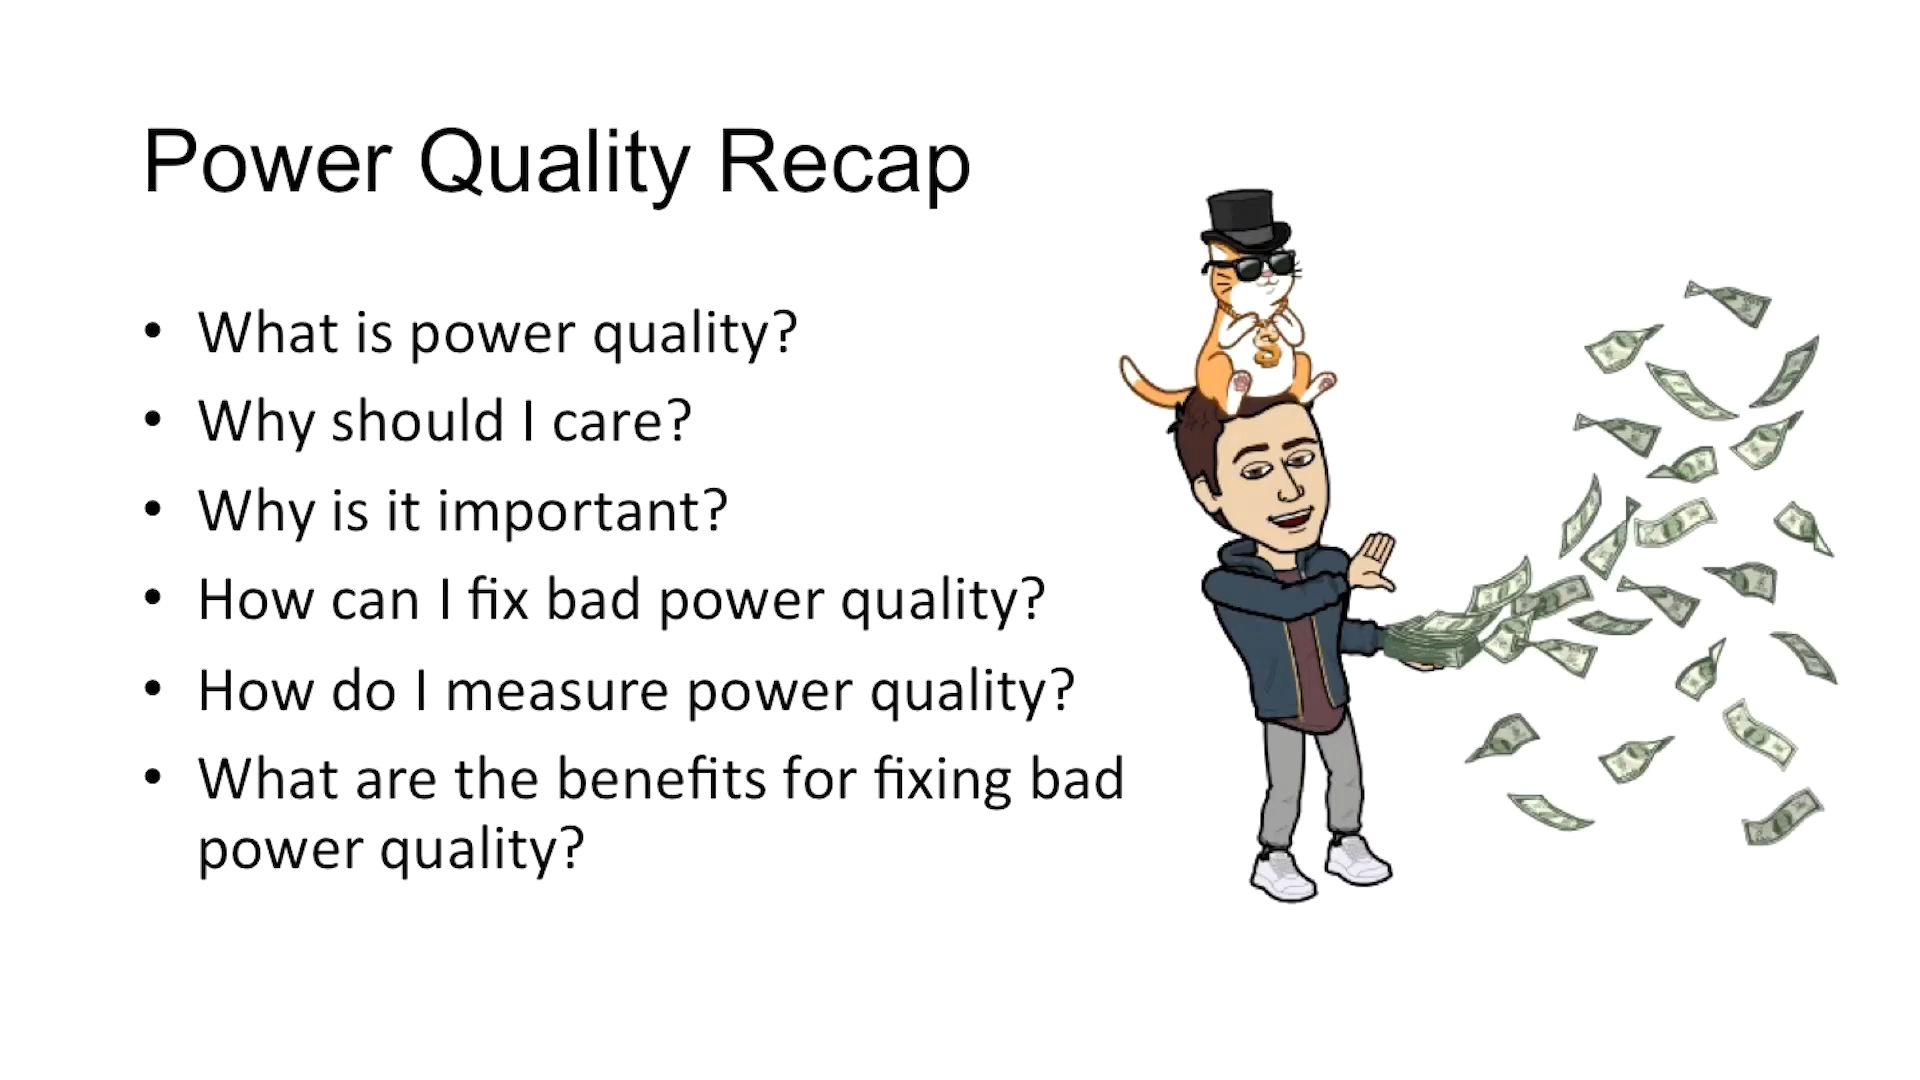 Power Quality Recap
• What is power quality?
• Why should I care?
• Why is it important?
• How can I fix bad power quality?
• How do I measure power quality?
• What are the benefits for fixing bad
power quality?
$